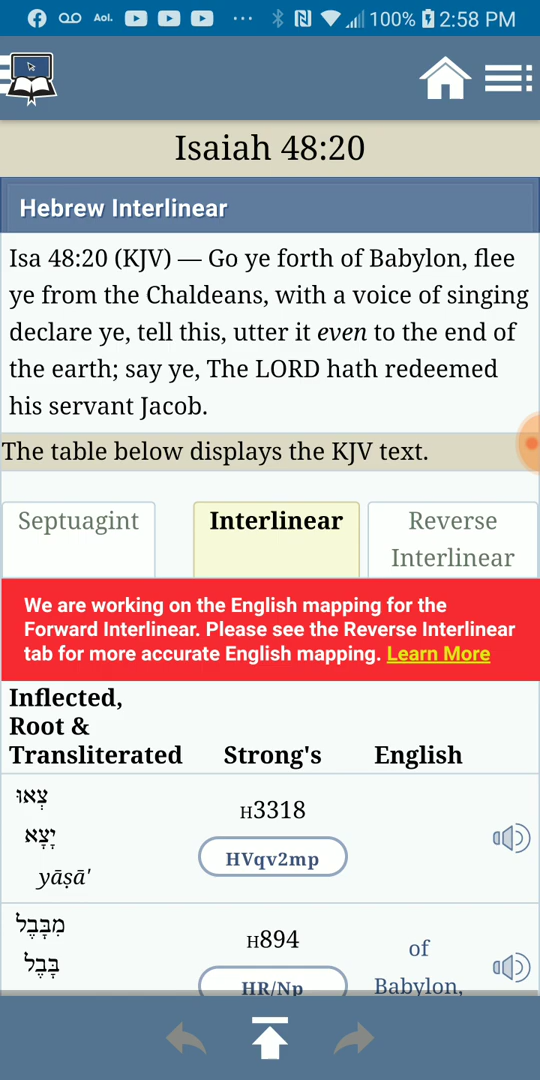 Aol.
100%
2:58 PM
Isaiah 48:20
Hebrew Interlinear
Isa 48:20 (KJV) — Go ye forth of Babylon, flee
ye from the Chaldeans, with a voice of singing
declare ye, tell this, utter it even to the end of
the earth; say ye, The LORD hath redeemed
his servant Jacob.
The table below displays the KJV text.
Septuagint
Interlinear
Reverse
Interlinear
We are working on the English mapping for the
Forward Interlinear. Please see the Reverse Interlinear
tab for more accurate English mapping. Learn More
Inflected,
Root &
Transliterated
Strong's
English
צְאוּ
יָצָא
yāṣā'
H3318
HVqv2mp
מִבָּבֶל
בָּבֶל
H894
HR/Np
of
Babylon,